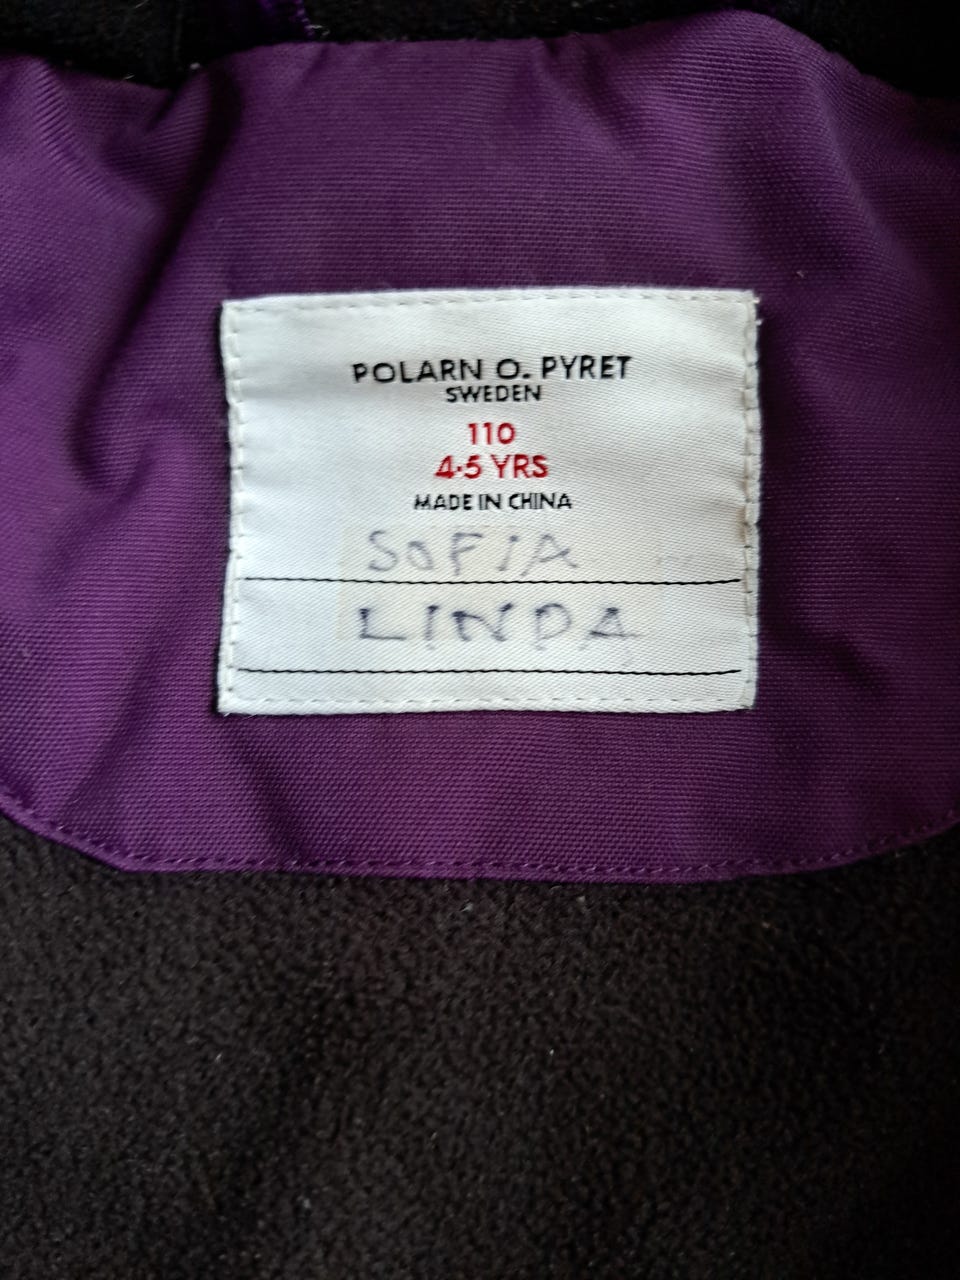 POLARN O. PYRET
SWEDEN
110
4-5 YRS
MADE IN CHINA
SOFIA
LINDA